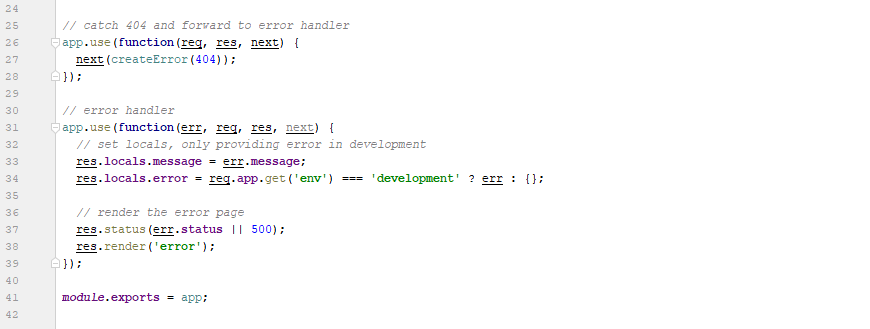 24
25 // catch 404 and forward to error handler
26 app.use(function(req, res, next) {
27 next(createError(404));
28 });
29
30 // error handler
31 app.use(function(err, req, res, next) {
32 // set locals, only providing error in development
33 res.locals.message = err.message;
34 res.locals.error = req.app.get('env') === 'development' ? err : {};
35
36 // render the error page
37 res.status(err.status || 500);
38 res.render('error');
39 });
40
41 module.exports = app;
42